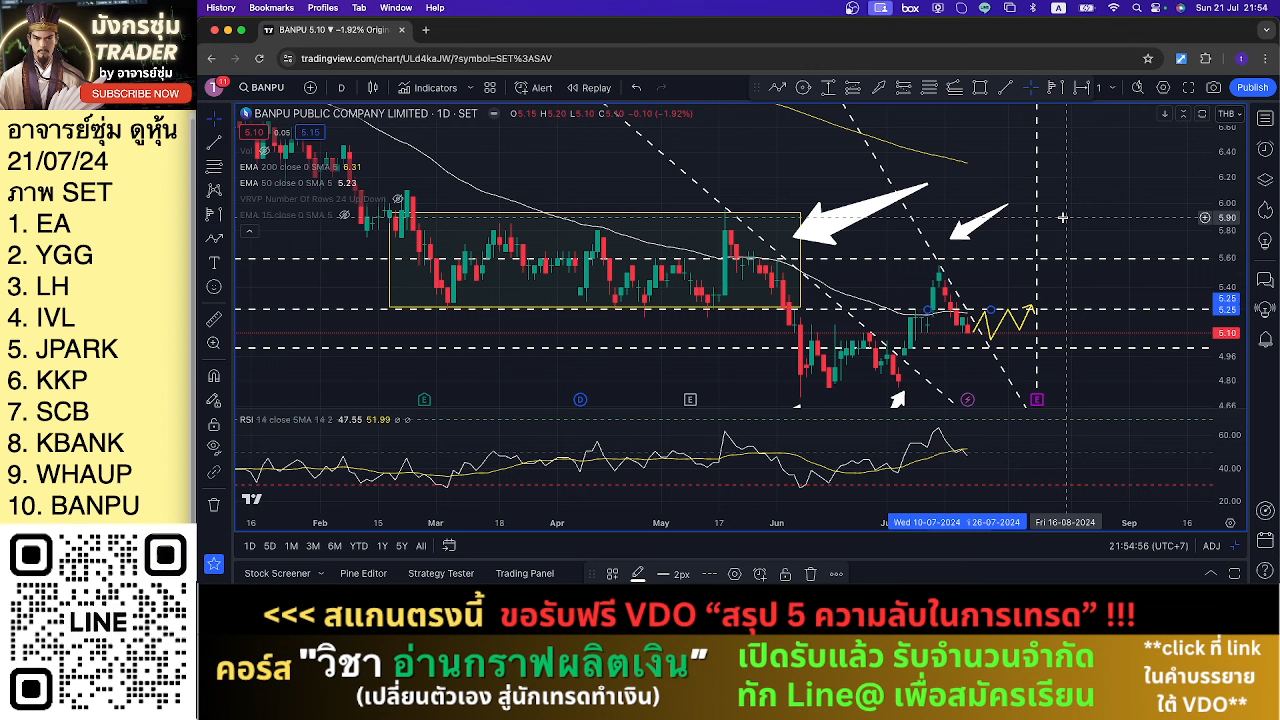 History Bookmarks Profiles Tab Window Help
Sun 21 Jul 21:54
มังกรซุ่ม
TRADER
by อาจารย์ซุ่ม
SUBSCRIBE NOW
อาจารย์ซุ่ม ดูหุ้น
21/07/24
ภาพ SET
1. EA
2. YGG
3. LH
4. IVL
5. JPARK
6. KKP
7. SCB
8. KBANK
9. WHAUP
10. BANPU
LINE
BANPU 5.10 ▼ −1.92% Origin
tradingview.com/chart/ULd4kaJW/?symbol=SET%3ASAV
11
BANPU D Indicators Alert Replay 1 Publish
BANPU PUBLIC COMPANY LIMITED · 1D · SET O5.15 H5.20 L5.10 C5.10 −0.10 (−1.92%) THB
5.10 0.05 5.15
Vol
EMA 200 close 0 SMA 5 6.31
EMA 50 close 0 SMA 5 5.23
VRVP Number Of Rows 24 Up/Down
EMA 15 close 0 SMA 5
6.60
6.40
6.20
6.00
5.90
5.80
5.60
5.40
5.25
5.25
5.10
4.96
4.80
4.66
E D E E
RSI 14 close SMA 14 2 47.55 51.99 ⌀ ⌀
60.00
40.00
20.00
16 Feb 15 Mar 18 Apr May 17 Jun Wed 10-07-2024 26-07-2024 Fri 16-08-2024 Sep 16
1D 5D 1M 3M 6M YTD 1Y 5Y All 21:54:56 (UTC+7) ADJ
Stock Screener Pine Editor Strategy Tester Trading Panel 2px
<<< สแกนตรงนี้ ขอรับฟรี VDO “สรุป 5 ความลับในการเทรด” !!!
คอร์ส "วิชา อ่านกราฟผลิตเงิน”
(เปลี่ยนตัวเอง สู่นักเทรดทำเงิน)
เปิดรับแล้ว รับจำนวนจำกัด
ทัก Line@ เพื่อสมัครเรียน
**click ที่ link
ในคำบรรยาย
ใต้ VDO**